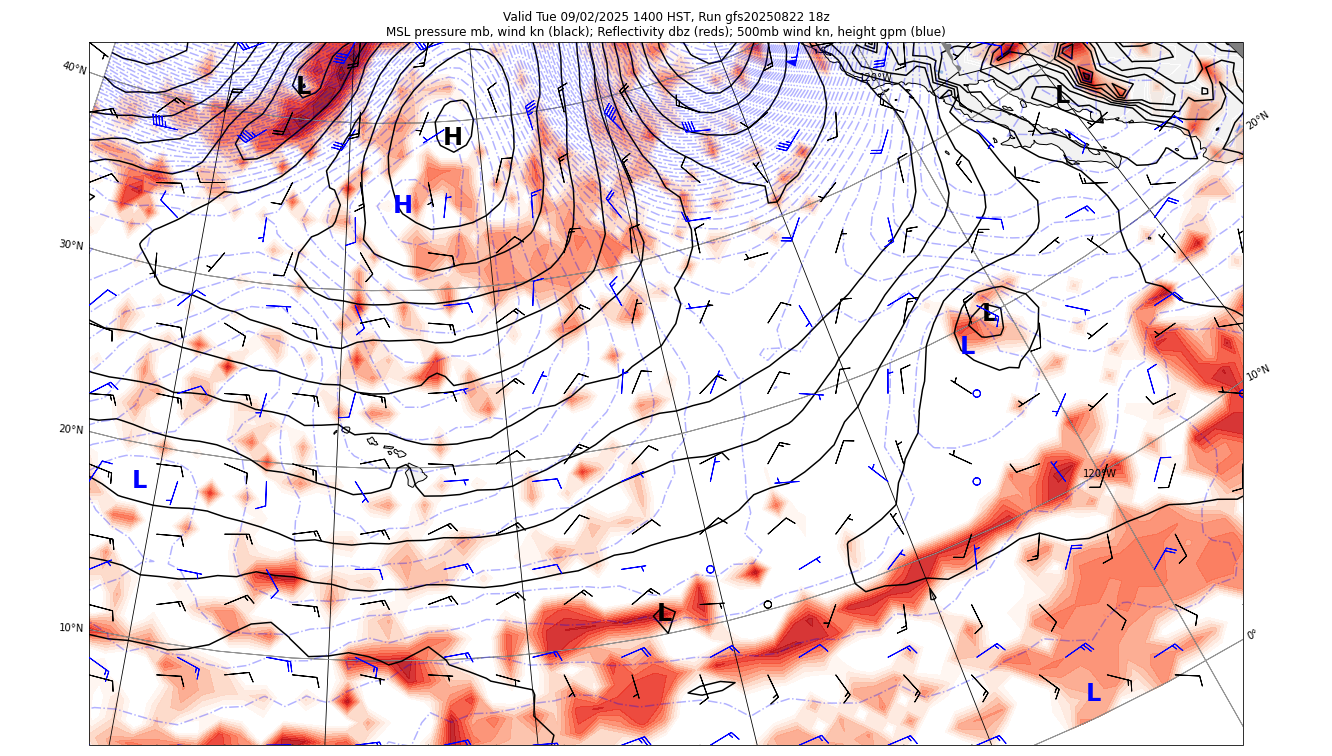 Valid Tue 09/02/2025 1400 HST, Run gfs20250822 18z
MSL pressure mb, wind kn (black); Reflectivity dbz (reds); 500mb wind kn, height gpm (blue)
40°N
120°W
L
L
20°N
H
H
30°N
L
L
10°N
20°N
120°W
L
L
10°N
0°
L